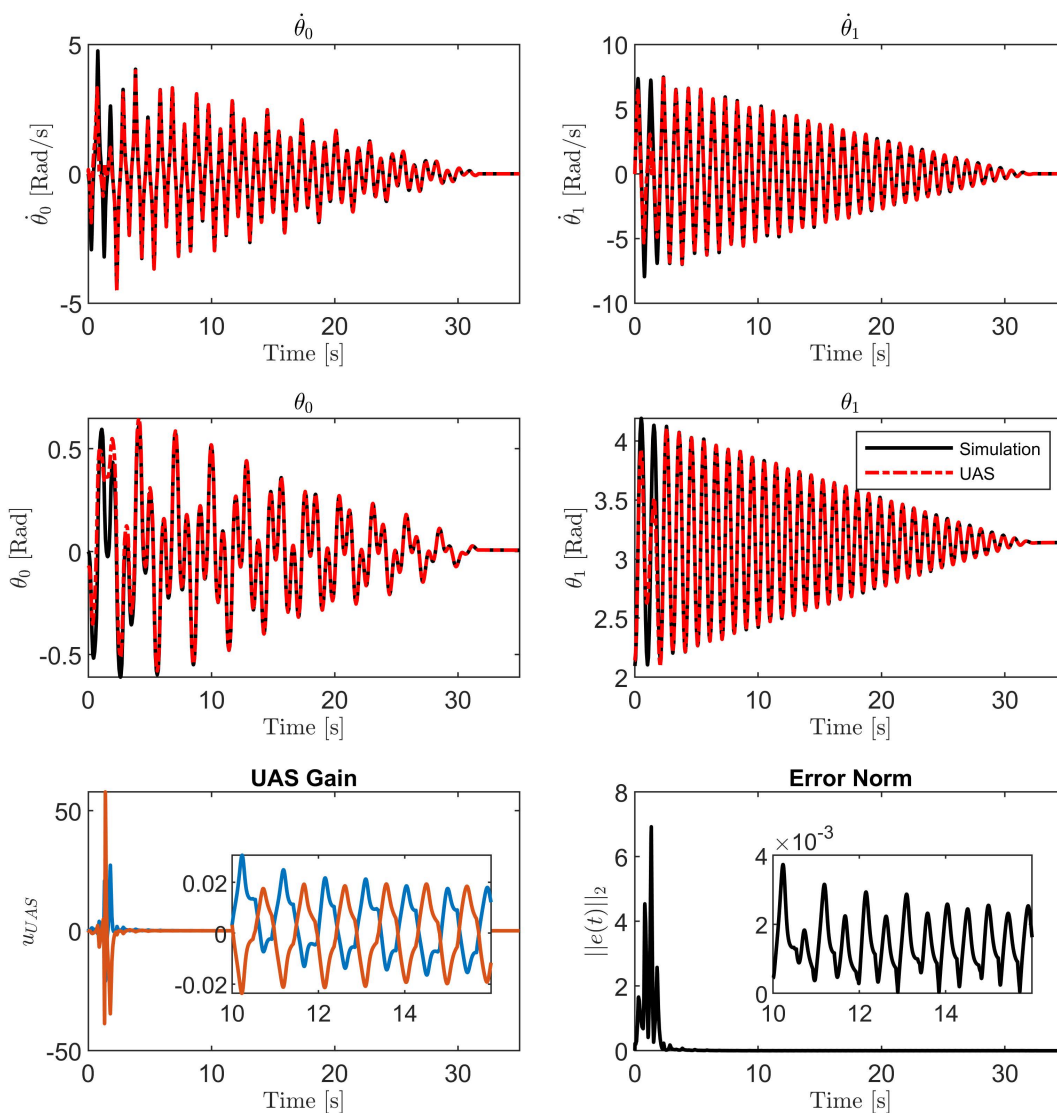 θ̇₀
5
0
-5
θ̇₀ [Rad/s]
0 10 20 30
Time [s]
θ̇₁
10
5
0
-5
-10
θ̇₁ [Rad/s]
0 10 20 30
Time [s]
θ₀
0.5
0
-0.5
θ₀ [Rad]
0 10 20 30
Time [s]
θ₁
4
3.5
3
2.5
2
θ₁ [Rad]
Simulation
UAS
0 10 20 30
Time [s]
UAS Gain
50
0
-50
u_UAS
0.02
0
-0.02
10 12 14
0 10 20 30
Time [s]
Error Norm
8
6
4
2
0
||e(t)||₂
×10⁻³
4
2
0
10 12 14
0 10 20 30
Time [s]